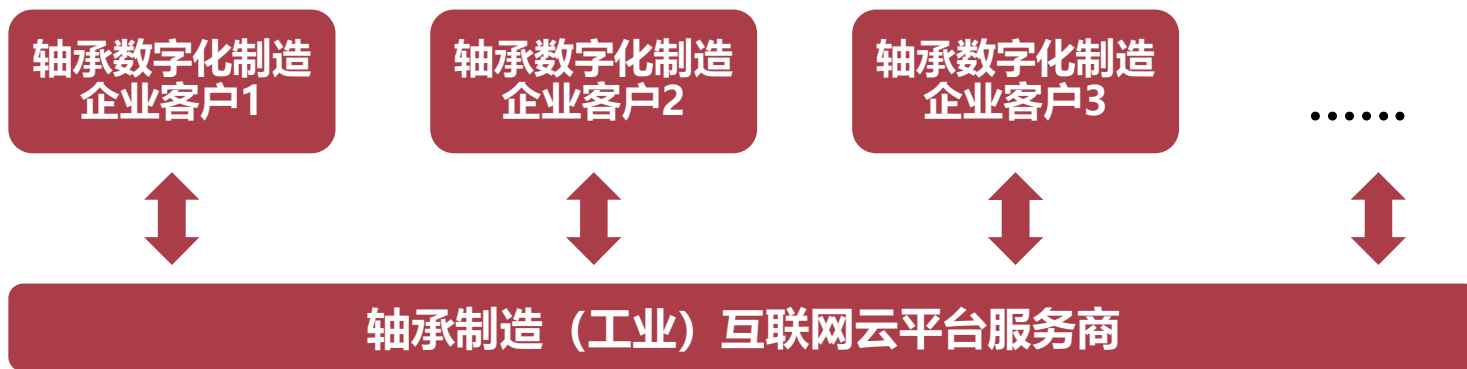 轴承数字化制造
企业客户1
轴承数字化制造
企业客户2
轴承数字化制造
企业客户3
……
轴承制造（工业）互联网云平台服务商